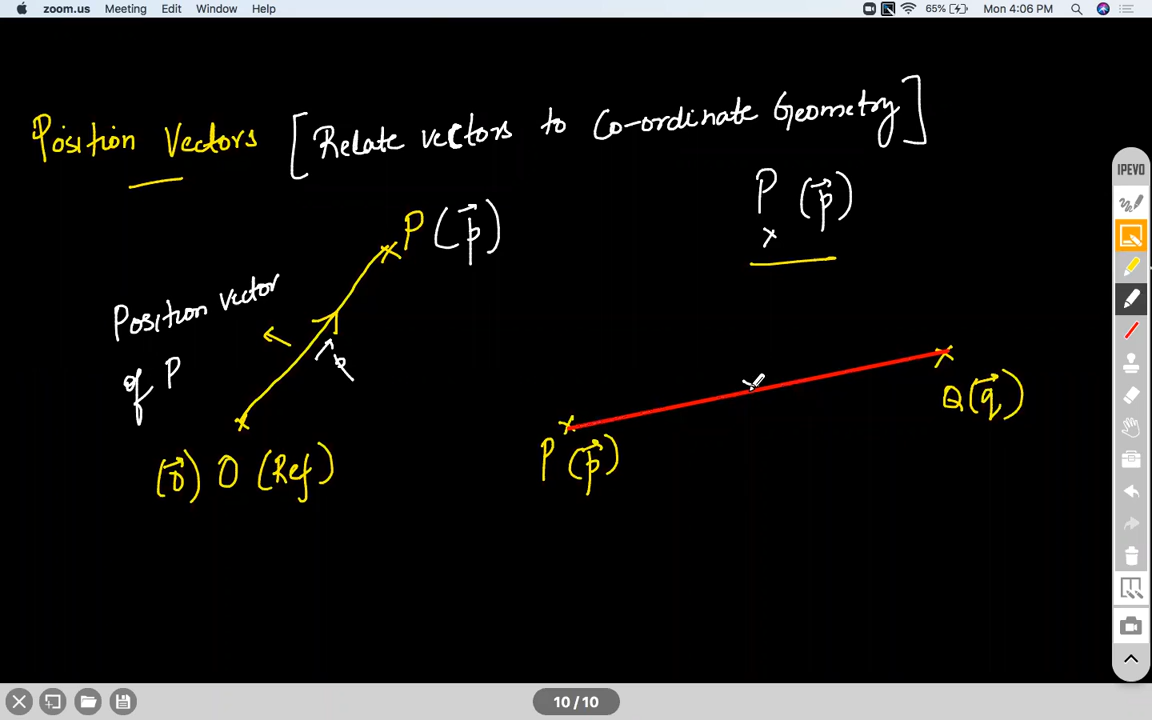 zoom.us Meeting Edit Window Help 65% Mon 4:06 PM
Position Vectors [Relate vectors to Co-ordinate Geometry]
P (p⃗)
P (p⃗)
IPEVO
Position vector
of P
p
Q (q⃗)
P (p⃗)
(o⃗) O (Ref)
10 / 10